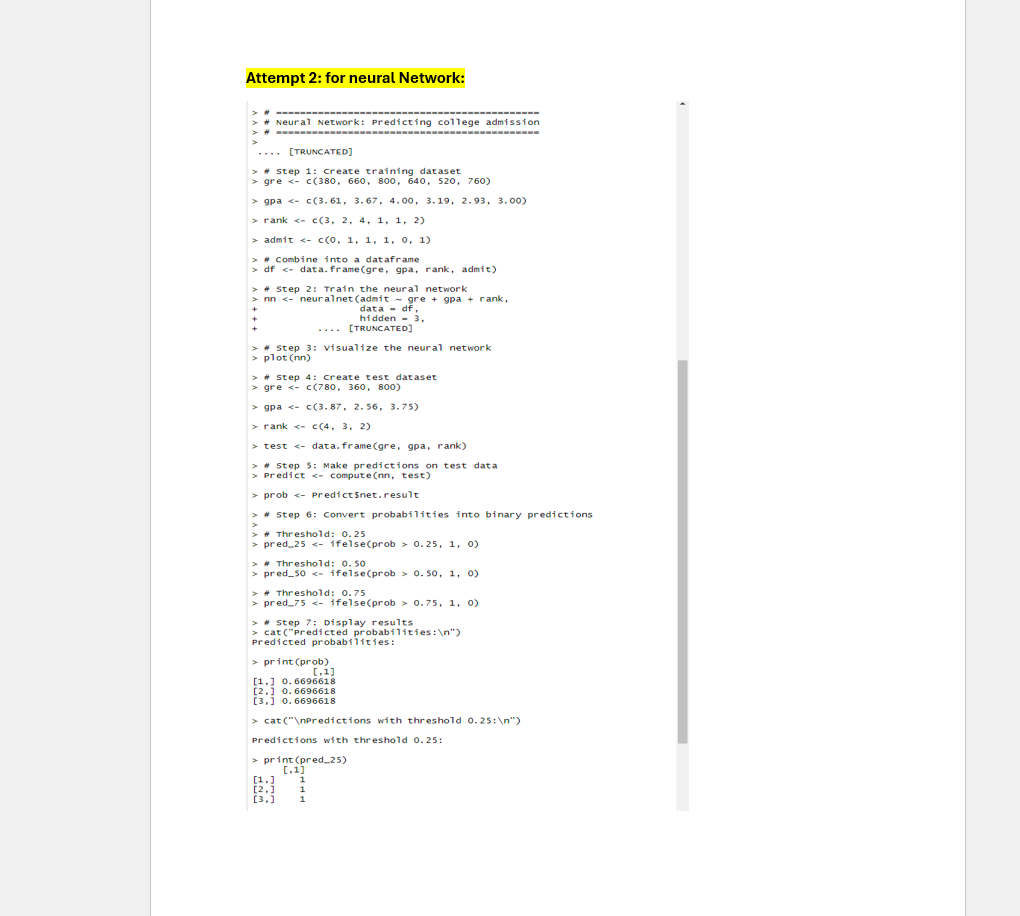 Attempt 2: for neural Network:
> # ============================================
> # Neural Network: Predicting college admission
> # ============================================
>
 .... [TRUNCATED]
> # Step 1: Create training dataset
> gre <- c(380, 660, 800, 640, 520, 760)
> gpa <- c(3.61, 3.67, 4.00, 3.19, 2.93, 3.00)
> rank <- c(3, 2, 4, 1, 1, 2)
> admit <- c(0, 1, 1, 1, 0, 1)
> # Combine into a dataframe
> df <- data.frame(gre, gpa, rank, admit)
> # Step 2: Train the neural network
> nn <- neuralnet(admit ~ gre + gpa + rank,
+                 data = df,
+                 hidden = 3,
+          .... [TRUNCATED]
> # Step 3: Visualize the neural network
> plot(nn)
> # Step 4: Create test dataset
> gre <- c(780, 360, 800)
> gpa <- c(3.87, 2.56, 3.75)
> rank <- c(4, 3, 2)
> test <- data.frame(gre, gpa, rank)
> # Step 5: Make predictions on test data
> Predict <- compute(nn, test)
> prob <- Predict$net.result
> # Step 6: Convert probabilities into binary predictions
>
> # Threshold: 0.25
> pred_25 <- ifelse(prob > 0.25, 1, 0)
> # Threshold: 0.50
> pred_50 <- ifelse(prob > 0.50, 1, 0)
> # Threshold: 0.75
> pred_75 <- ifelse(prob > 0.75, 1, 0)
> # Step 7: Display results
> cat("Predicted probabilities:\n")
Predicted probabilities:
> print(prob)
          [,1]
[1,] 0.6696618
[2,] 0.6696618
[3,] 0.6696618
> cat("\nPredictions with threshold 0.25:\n")
Predictions with threshold 0.25:
> print(pred_25)
     [,1]
[1,]    1
[2,]    1
[3,]    1